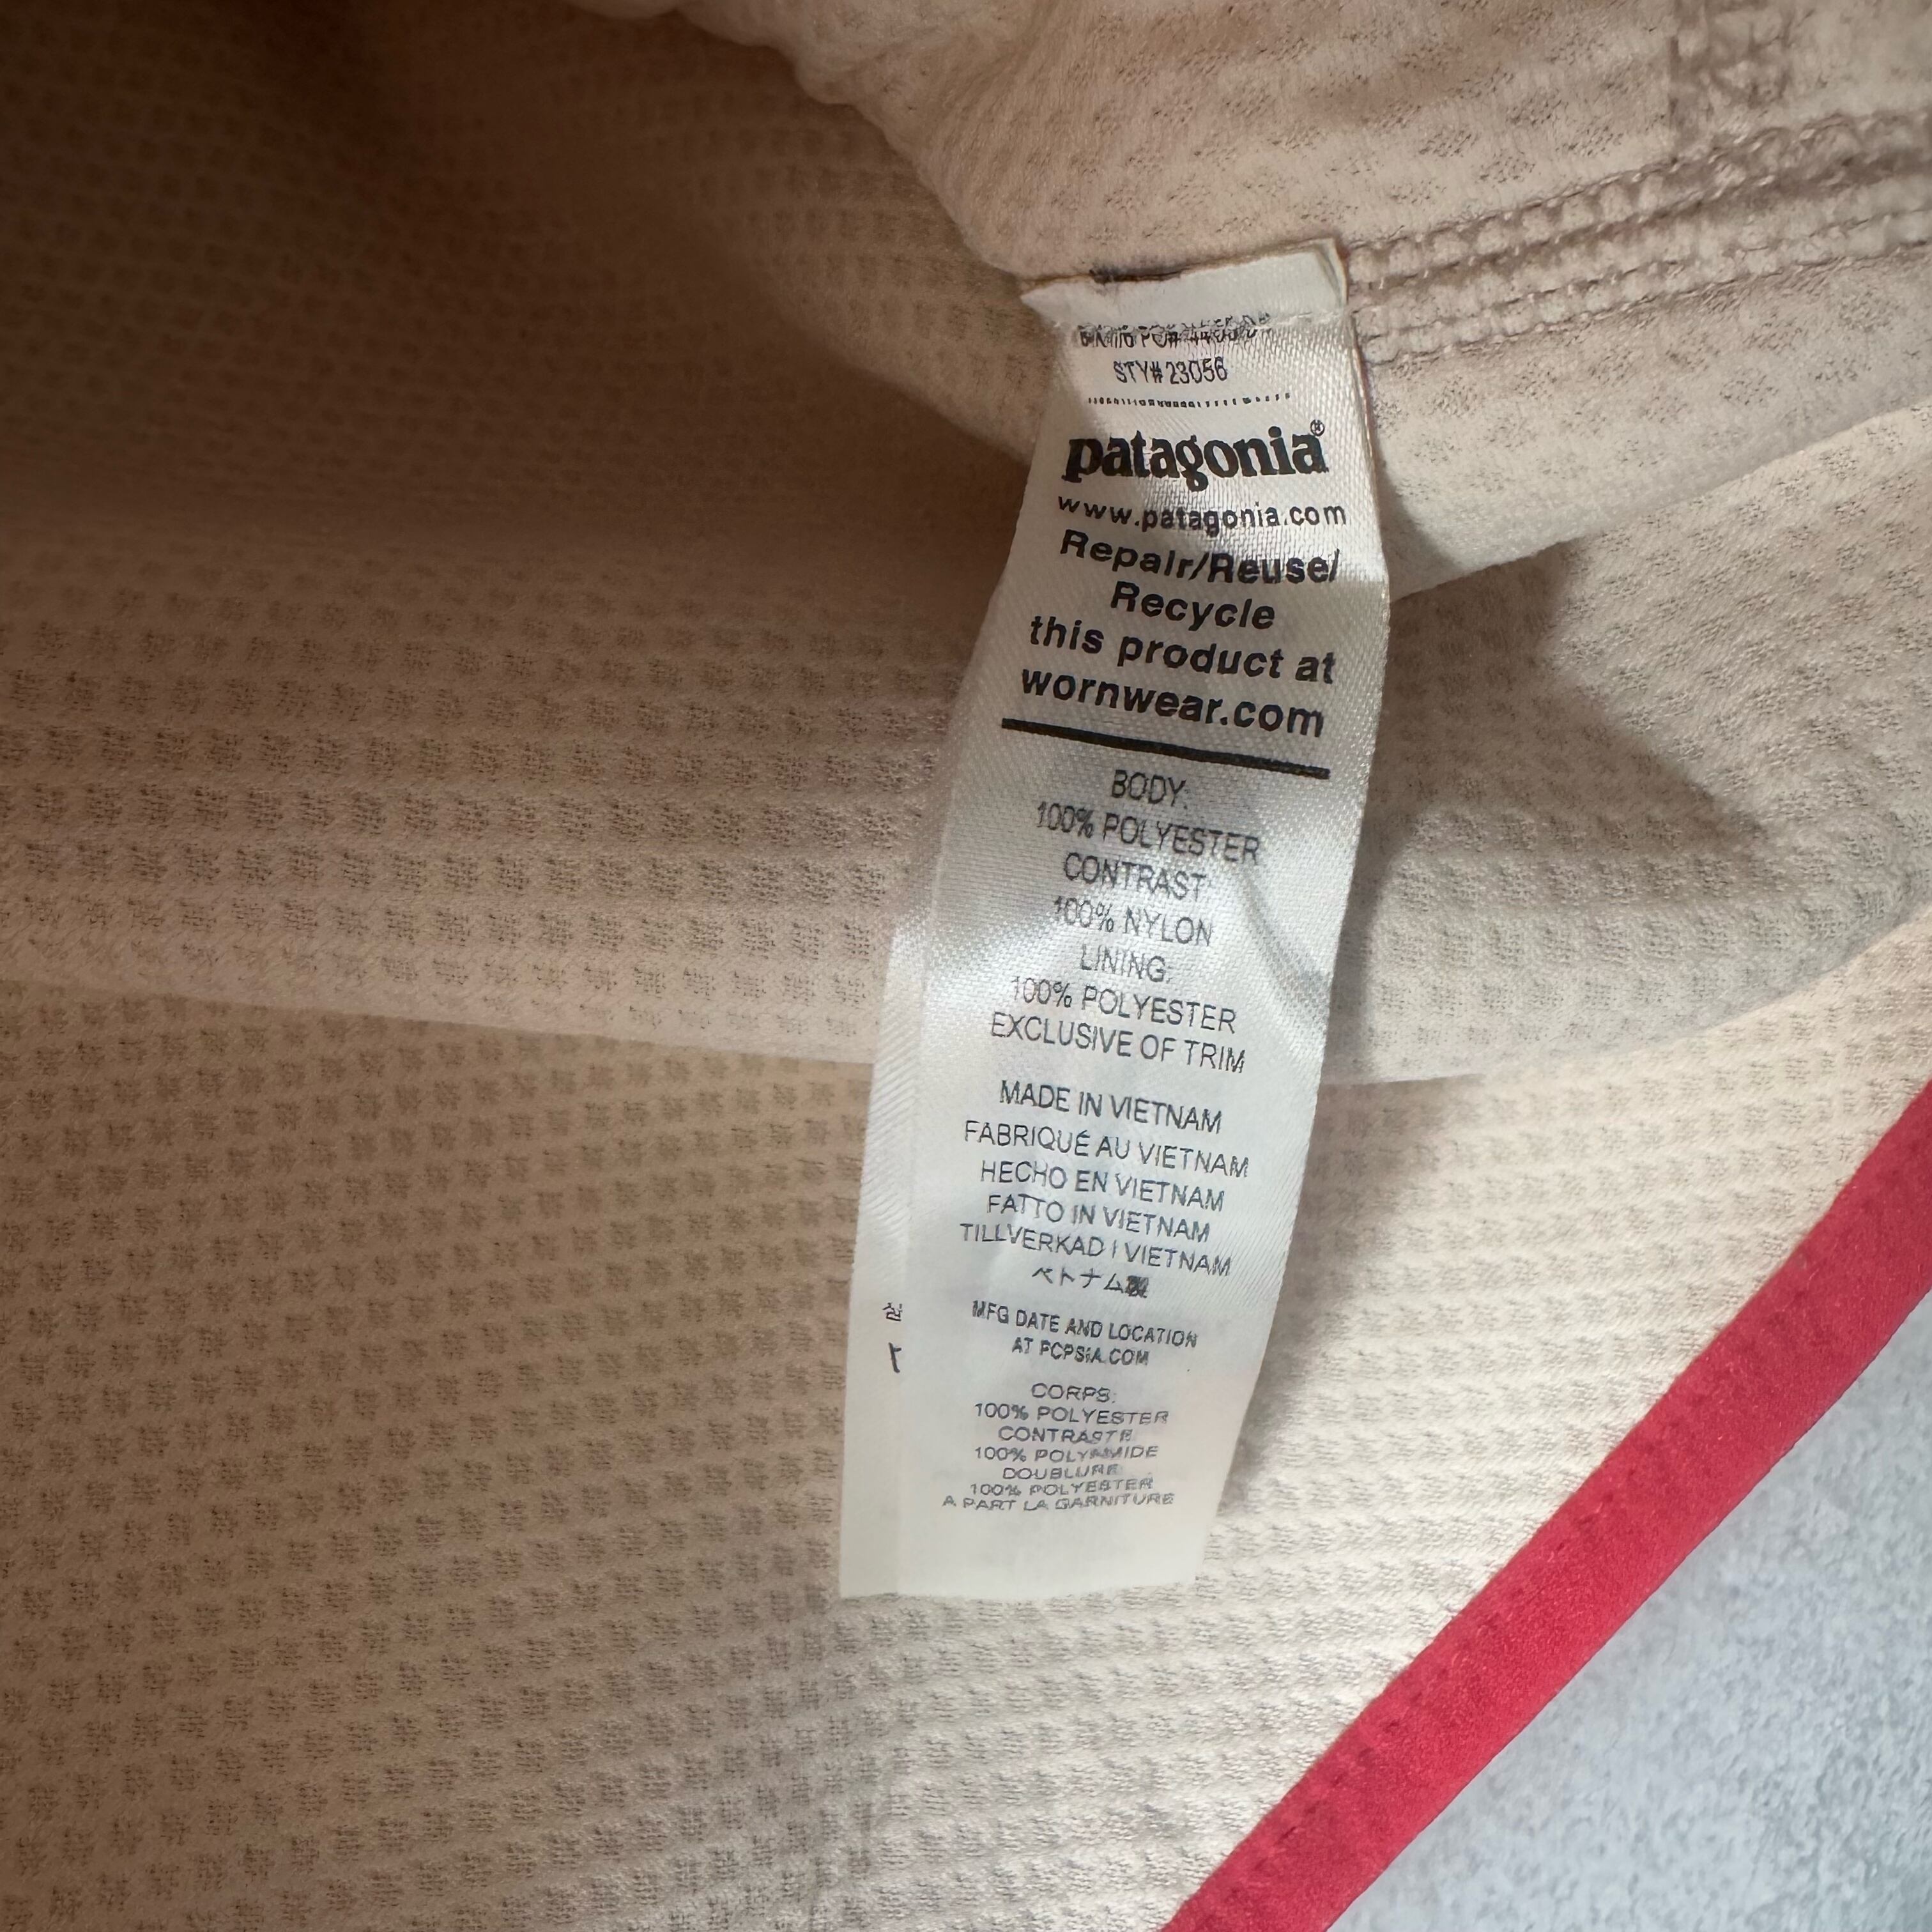 STY# 23056
patagonia®
www.patagonia.com
Repair/Reuse/
Recycle
this product at
wornwear.com
BODY:
100% POLYESTER
CONTRAST:
100% NYLON
LINING:
100% POLYESTER
EXCLUSIVE OF TRIM
MADE IN VIETNAM
FABRIQUÉ AU VIETNAM
HECHO EN VIETNAM
FATTO IN VIETNAM
TILLVERKAD I VIETNAM
ベトナム製
MFG DATE AND LOCATION
AT PCPSIA.COM
CORPS:
100% POLYESTER
CONTRASTE
100% POLYAMIDE
DOUBLURE
100% POLYESTER
A PART LA GARNITURE